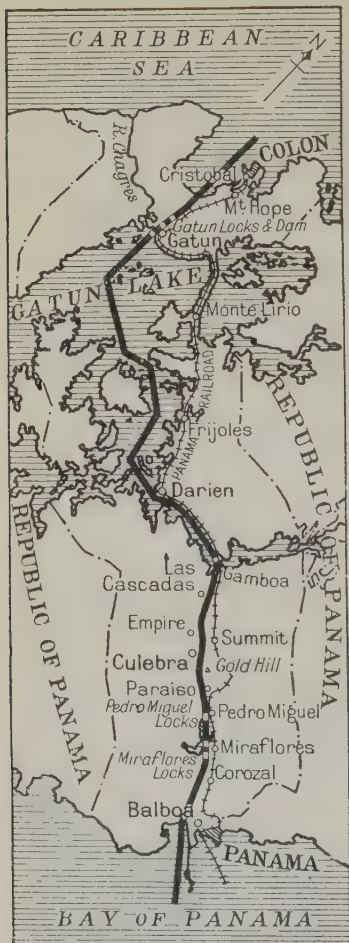 CARIBBEAN
SEA
N
R. Chagres
COLON
Cristobal
Mt Hope
Gatun Locks & Dam
Gatun
GATUN LAKE
Monte Lirio
PANAMA RAILROAD
REPUBLIC OF PANAMA
Frijoles
Darien
REPUBLIC OF PANAMA
Las
Cascadas
Gamboa
Empire
Summit
Culebra
Gold Hill
Paraiso
Pedro Miguel
Locks
Pedro Miguel
Miraflores
Miraflores
Locks
Corozal
Balboa
PANAMA
BAY OF PANAMA